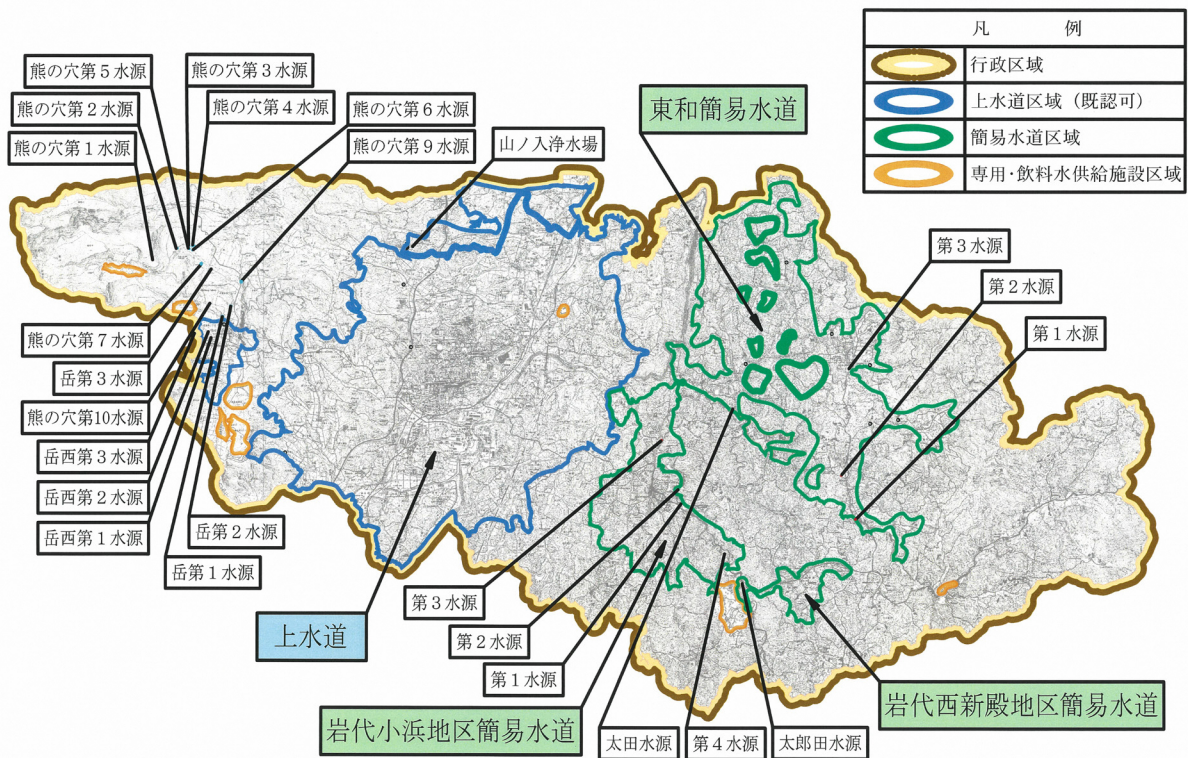 凡例
行政区域
上水道区域(既認可)
簡易水道区域
専用・飲料水供給施設区域
熊の穴第5水源
熊の穴第3水源
熊の穴第2水源
熊の穴第4水源
熊の穴第6水源
熊の穴第1水源
熊の穴第9水源
山ノ入浄水場
東和簡易水道
第3水源
第2水源
第1水源
熊の穴第7水源
岳第3水源
熊の穴第10水源
岳西第3水源
岳西第2水源
岳西第1水源
岳第2水源
岳第1水源
上水道
第3水源
第2水源
第1水源
岩代小浜地区簡易水道
太田水源
第4水源
太郎田水源
岩代西新殿地区簡易水道